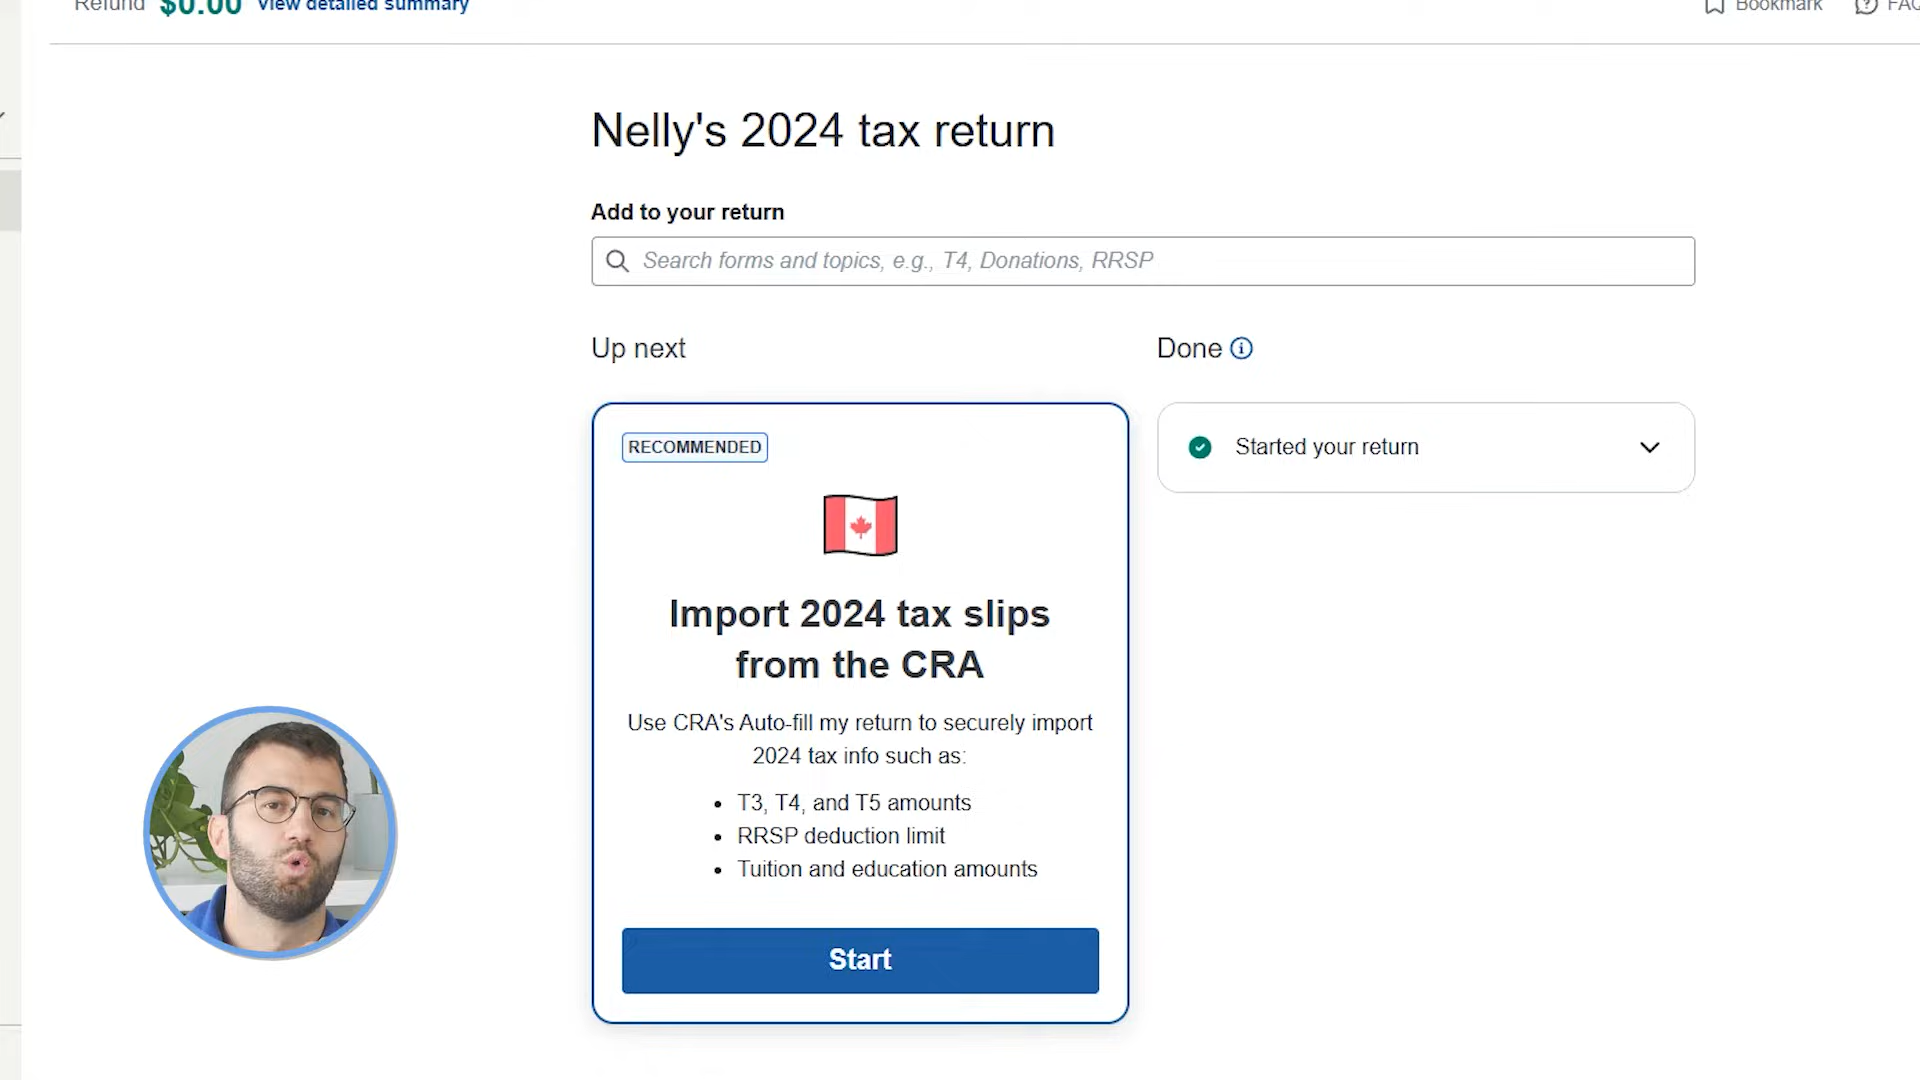 Refund $0.00 View detailed summary
Bookmark
Nelly's 2024 tax return
Add to your return
Search forms and topics, e.g., T4, Donations, RRSP
Up next
Done
RECOMMENDED
Started your return
Import 2024 tax slips
from the CRA
Use CRA's Auto-fill my return to securely import
2024 tax info such as:
• T3, T4, and T5 amounts
• RRSP deduction limit
• Tuition and education amounts
Start